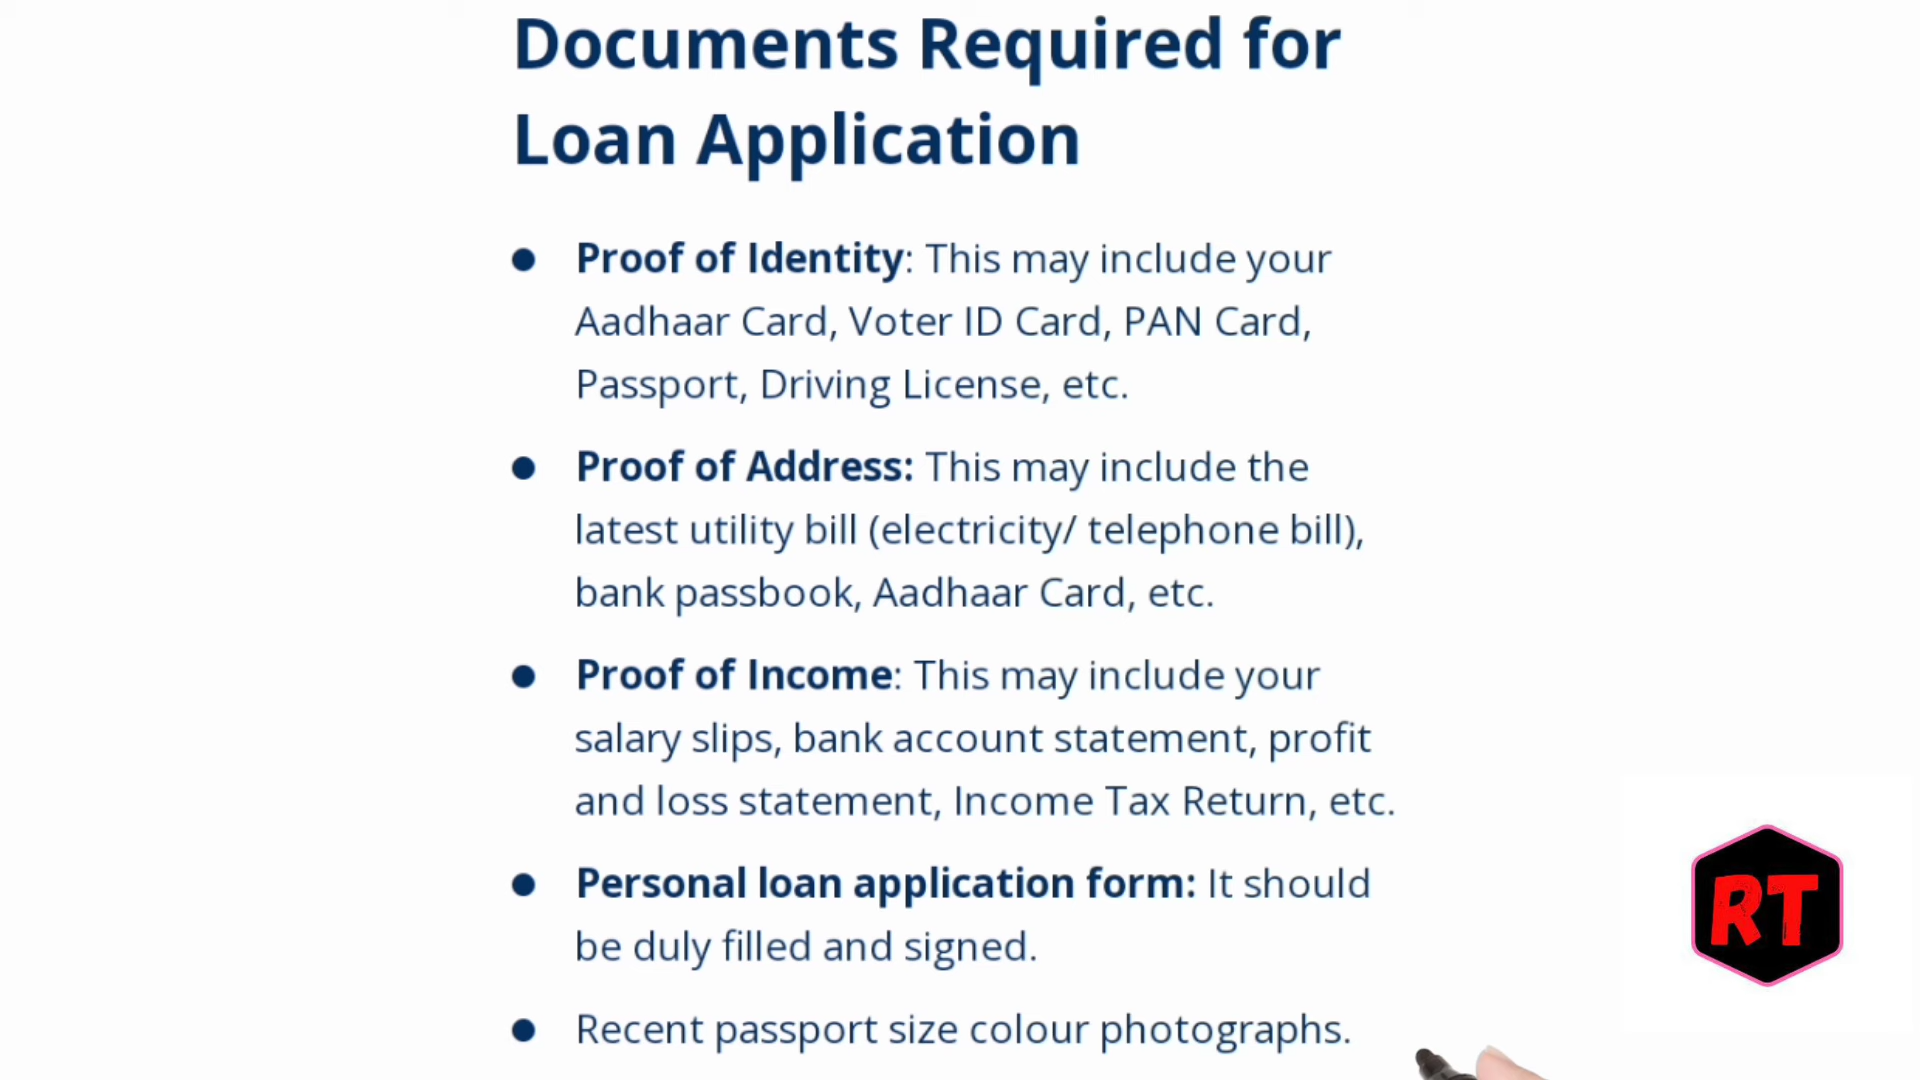 Documents Required for
Loan Application
● Proof of Identity: This may include your
Aadhaar Card, Voter ID Card, PAN Card,
Passport, Driving License, etc.
● Proof of Address: This may include the
latest utility bill (electricity/ telephone bill),
bank passbook, Aadhaar Card, etc.
● Proof of Income: This may include your
salary slips, bank account statement, profit
and loss statement, Income Tax Return, etc.
● Personal loan application form: It should
be duly filled and signed.
● Recent passport size colour photographs.
RT